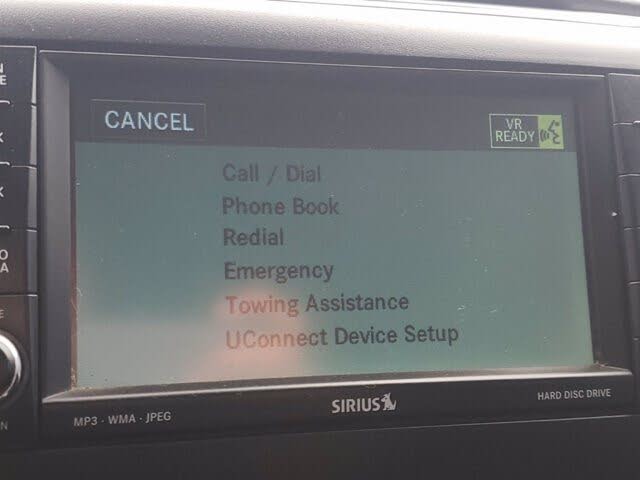 CANCEL
VR
READY
Call / Dial
Phone Book
Redial
Emergency
Towing Assistance
UConnect Device Setup
MP3 · WMA · JPEG
SIRIUS
HARD DISC DRIVE